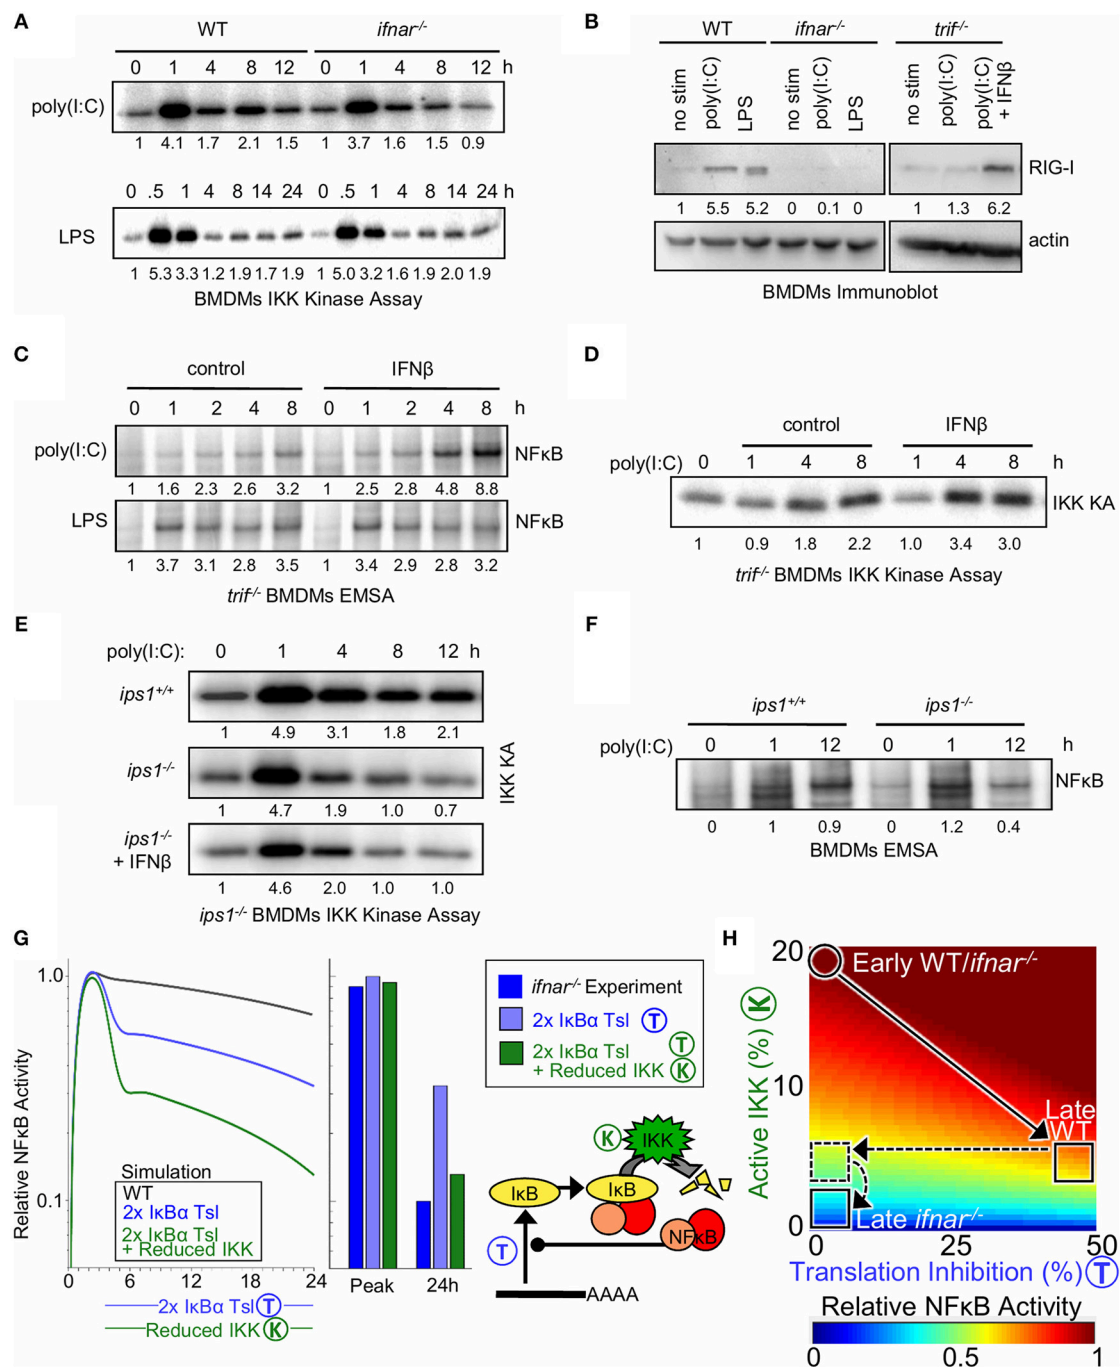 A
WT ifnar-/-
0 1 4 8 12 0 1 4 8 12 h
poly(I:C)
1 4.1 1.7 2.1 1.5 1 3.7 1.6 1.5 0.9
0 .5 1 4 8 14 24 0 .5 1 4 8 14 24 h
LPS
1 5.3 3.3 1.2 1.9 1.7 1.9 1 5.0 3.2 1.6 1.9 2.0 1.9
BMDMs IKK Kinase Assay
B
WT ifnar-/- trif-/-
no stim poly(I:C) LPS no stim poly(I:C) LPS no stim poly(I:C) poly(I:C) + IFNβ
RIG-I
1 5.5 5.2 0 0.1 0 1 1.3 6.2
actin
BMDMs Immunoblot
C
control IFNβ
0 1 2 4 8 0 1 2 4 8 h
poly(I:C) NFκB
1 1.6 2.3 2.6 3.2 1 2.5 2.8 4.8 8.8
LPS NFκB
1 3.7 3.1 2.8 3.5 1 3.4 2.9 2.8 3.2
trif-/- BMDMs EMSA
D
control IFNβ
poly(I:C) 0 1 4 8 1 4 8 h
IKK KA
1 0.9 1.8 2.2 1.0 3.4 3.0
trif-/- BMDMs IKK Kinase Assay
E
poly(I:C): 0 1 4 8 12 h
ips1+/+
1 4.9 3.1 1.8 2.1
ips1-/-
1 4.7 1.9 1.0 0.7
IKK KA
ips1-/-
+ IFNβ
1 4.6 2.0 1.0 1.0
ips1-/- BMDMs IKK Kinase Assay
F
ips1+/+ ips1-/-
poly(I:C) 0 1 12 0 1 12 h
NFκB
0 1 0.9 0 1.2 0.4
BMDMs EMSA
G
Relative NFκB Activity
1.0
0.1
Simulation
WT
2x IκBα Tsl
2x IκBα Tsl
+ Reduced IKK
0 6 12 18 24
2x IκBα Tsl T
Reduced IKK K
Peak 24h
ifnar-/- Experiment
2x IκBα Tsl T
2x IκBα Tsl T
+ Reduced IKK K
K IKK
IκB IκB
NFκB
T
AAAA
H
Active IKK (%) K
20
10
0
Early WT/ifnar-/-
Late
WT
Late ifnar-/-
0 25 50
Translation Inhibition (%) T
Relative NFκB Activity
0 0.5 1